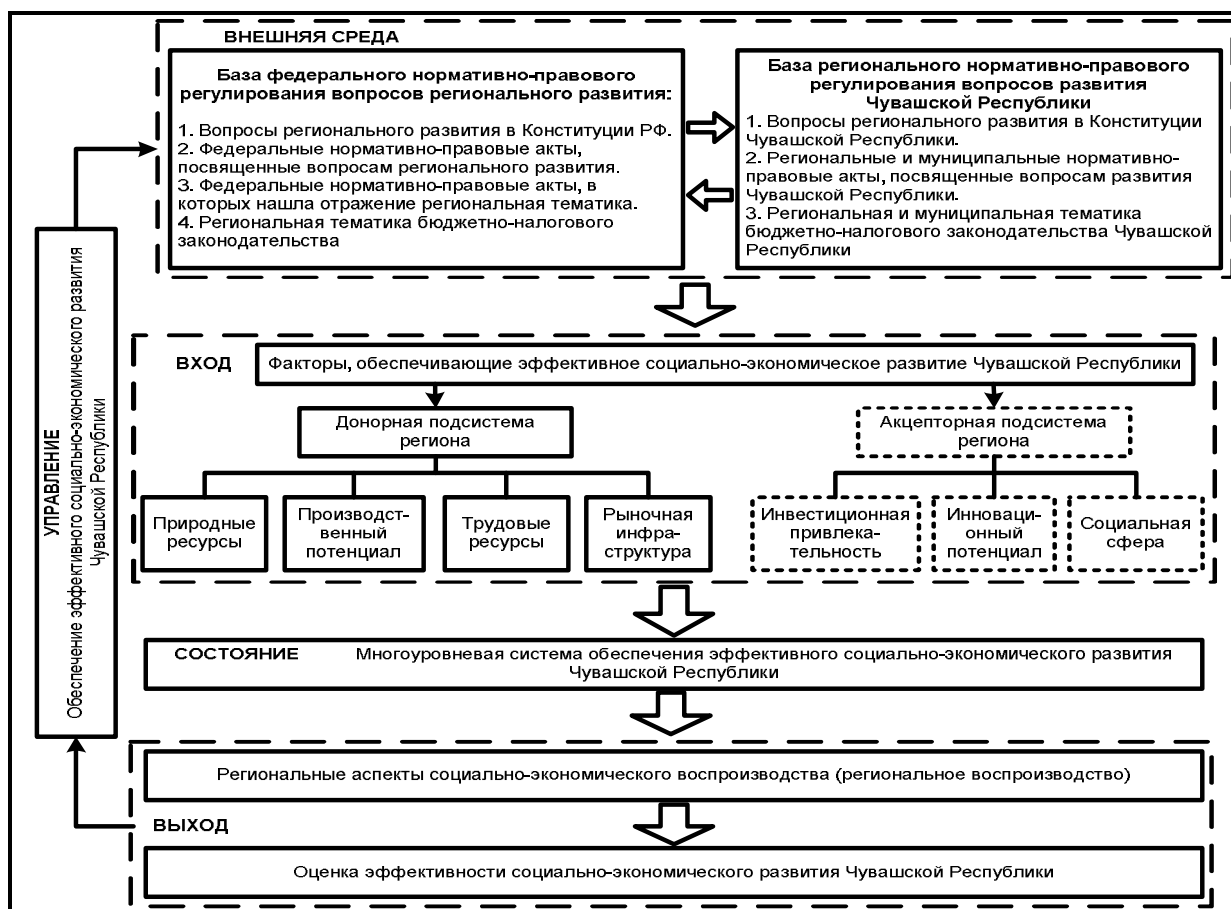 ВНЕШНЯЯ СРЕДА
База федерального нормативно-правового
регулирования вопросов регионального развития:
1. Вопросы регионального развития в Конституции РФ.
2. Федеральные нормативно-правовые акты,
посвященные вопросам регионального развития.
3. Федеральные нормативно-правовые акты, в
которых нашла отражение региональная тематика.
4. Региональная тематика бюджетно-налогового
законодательства
База регионального нормативно-правового
регулирования вопросов развития
Чувашской Республики
1. Вопросы регионального развития в Конституции
Чувашской Республики.
2. Региональные и муниципальные нормативно-
правовые акты, посвященные вопросам развития
Чувашской Республики.
3. Региональная и муниципальная тематика
бюджетно-налогового законодательства Чувашской
Республики
УПРАВЛЕНИЕ
Обеспечение эффективного социально-экономического развития
Чувашской Республики
ВХОД
Факторы, обеспечивающие эффективное социально-экономическое развитие Чувашской Республики
Донорная подсистема
региона
Акцепторная подсистема
региона
Природные
ресурсы
Производст-
венный
потенциал
Трудовые
ресурсы
Рыночная
инфра-
структура
Инвестиционная
привлека-
тельность
Инноваци-
онный
потенциал
Социальная
сфера
СОСТОЯНИЕ Многоуровневая система обеспечения эффективного социально-экономического развития
Чувашской Республики
Региональные аспекты социально-экономического воспроизводства (региональное воспроизводство)
ВЫХОД
Оценка эффективности социально-экономического развития Чувашской Республики